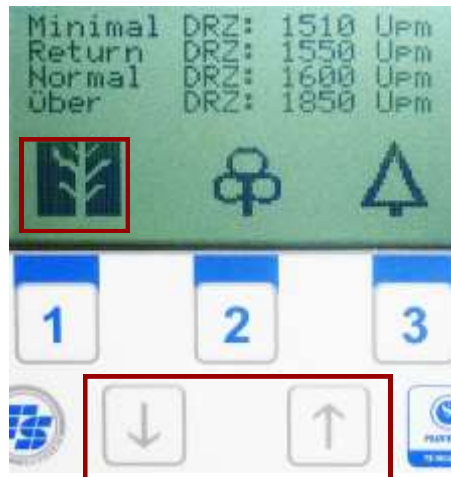 Minimal DRZ: 1510 Upm
Return DRZ: 1550 Upm
Normal DRZ: 1600 Upm
über DRZ: 1850 Upm
1 2 3